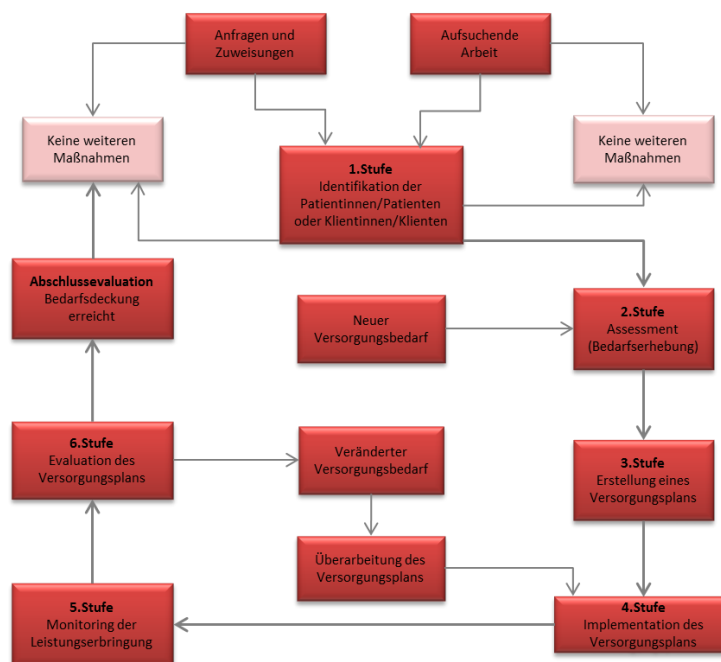 Anfragen und
Zuweisungen
Aufsuchende
Arbeit
Keine weiteren
Maßnahmen
Keine weiteren
Maßnahmen
1.Stufe
Identifikation der
Patientinnen/Patienten
oder Klientinnen/Klienten
Abschlussevaluation
Bedarfsdeckung
erreicht
Neuer
Versorgungsbedarf
2.Stufe
Assessment
(Bedarfserhebung)
6.Stufe
Evaluation des
Versorgungsplans
Veränderter
Versorgungsbedarf
3.Stufe
Erstellung eines
Versorgungsplans
Überarbeitung des
Versorgungsplans
5.Stufe
Monitoring der
Leistungserbringung
4.Stufe
Implementation des
Versorgungsplans